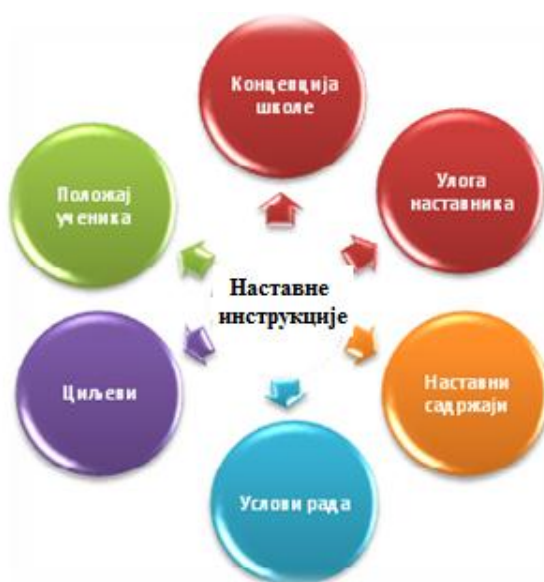 Концепција
школе
Улога
наставника
Наставни
садржаји
Услови рада
Циљеви
Положај
ученика
Наставне
инструкције